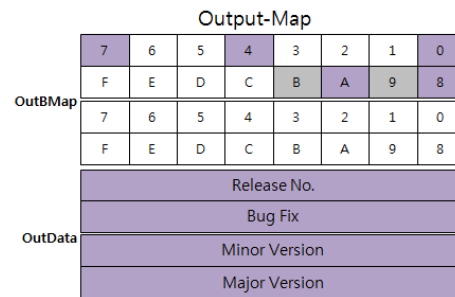 Output-Map
7 6 5 4 3 2 1 0
F E D C B A 9 8
OutBMap
7 6 5 4 3 2 1 0
F E D C B A 9 8
Release No.
Bug Fix
OutData
Minor Version
Major Version